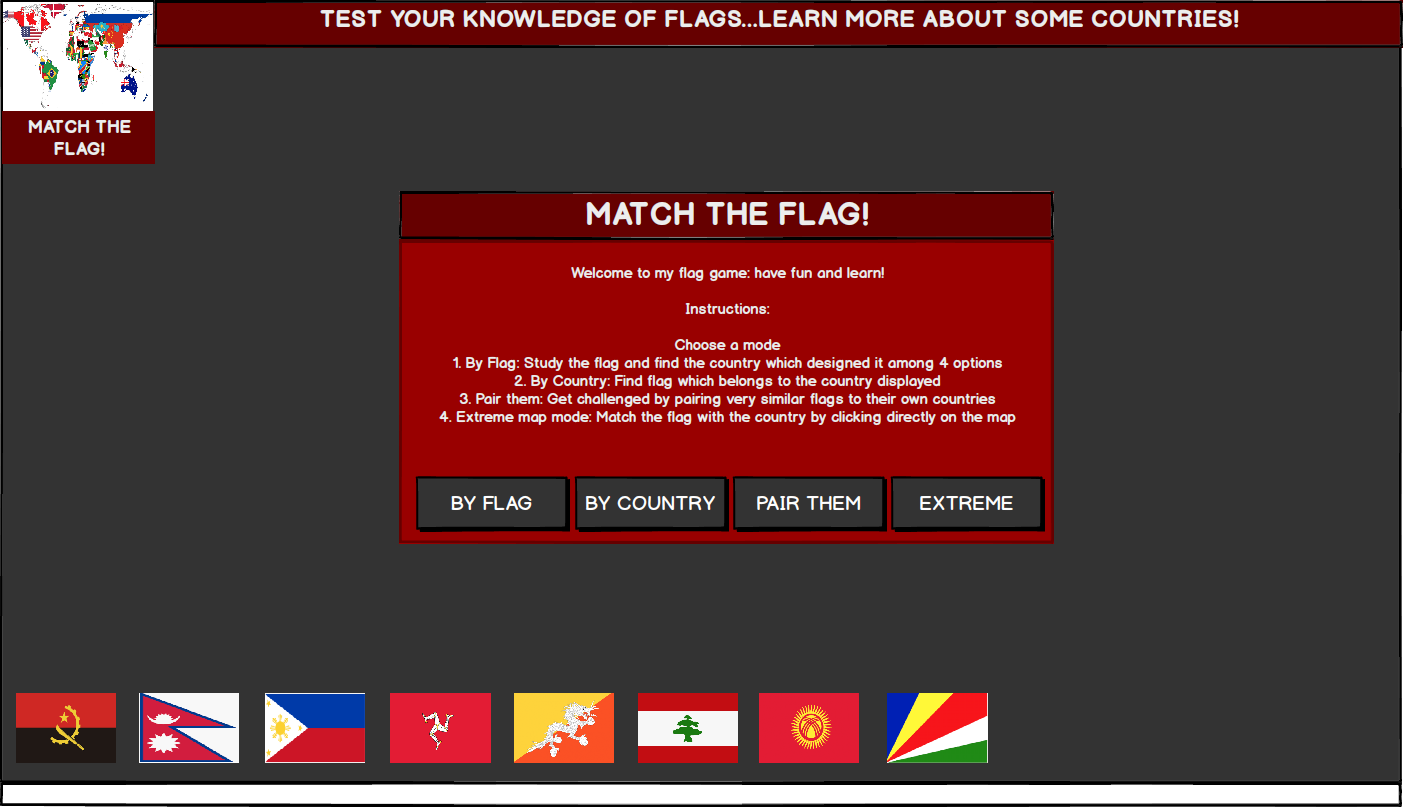 TEST YOUR KNOWLEDGE OF FLAGS...LEARN MORE ABOUT SOME COUNTRIES!
MATCH THE
FLAG!
MATCH THE FLAG!
Welcome to my flag game: have fun and learn!
Instructions:
Choose a mode
1. By Flag: Study the flag and find the country which designed it among 4 options
2. By Country: Find flag which belongs to the country displayed
3. Pair them: Get challenged by pairing very similar flags to their own countries
4. Extreme map mode: Match the flag with the country by clicking directly on the map
BY FLAG
BY COUNTRY
PAIR THEM
EXTREME